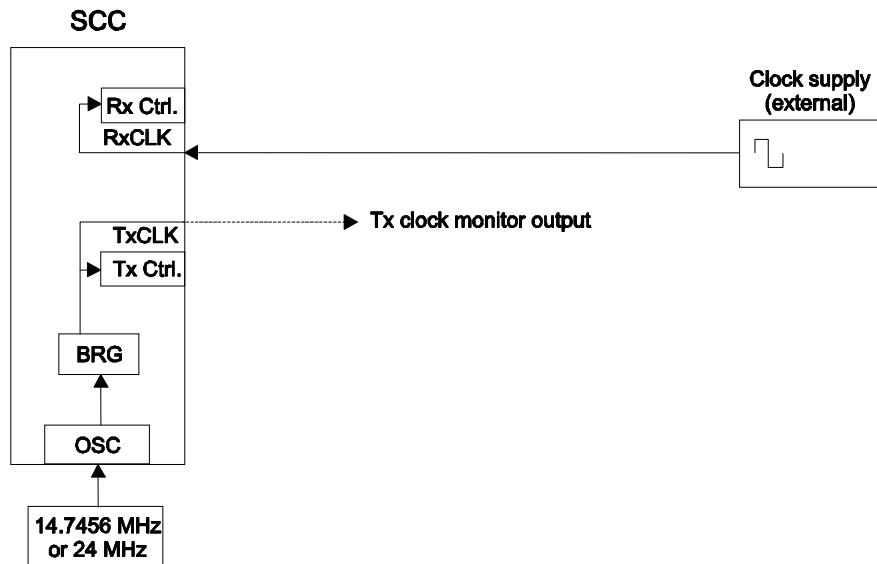 SCC
Rx Ctrl.
RxCLK
Clock supply
(external)
TxCLK
Tx clock monitor output
Tx Ctrl.
BRG
OSC
14.7456 MHz
or 24 MHz